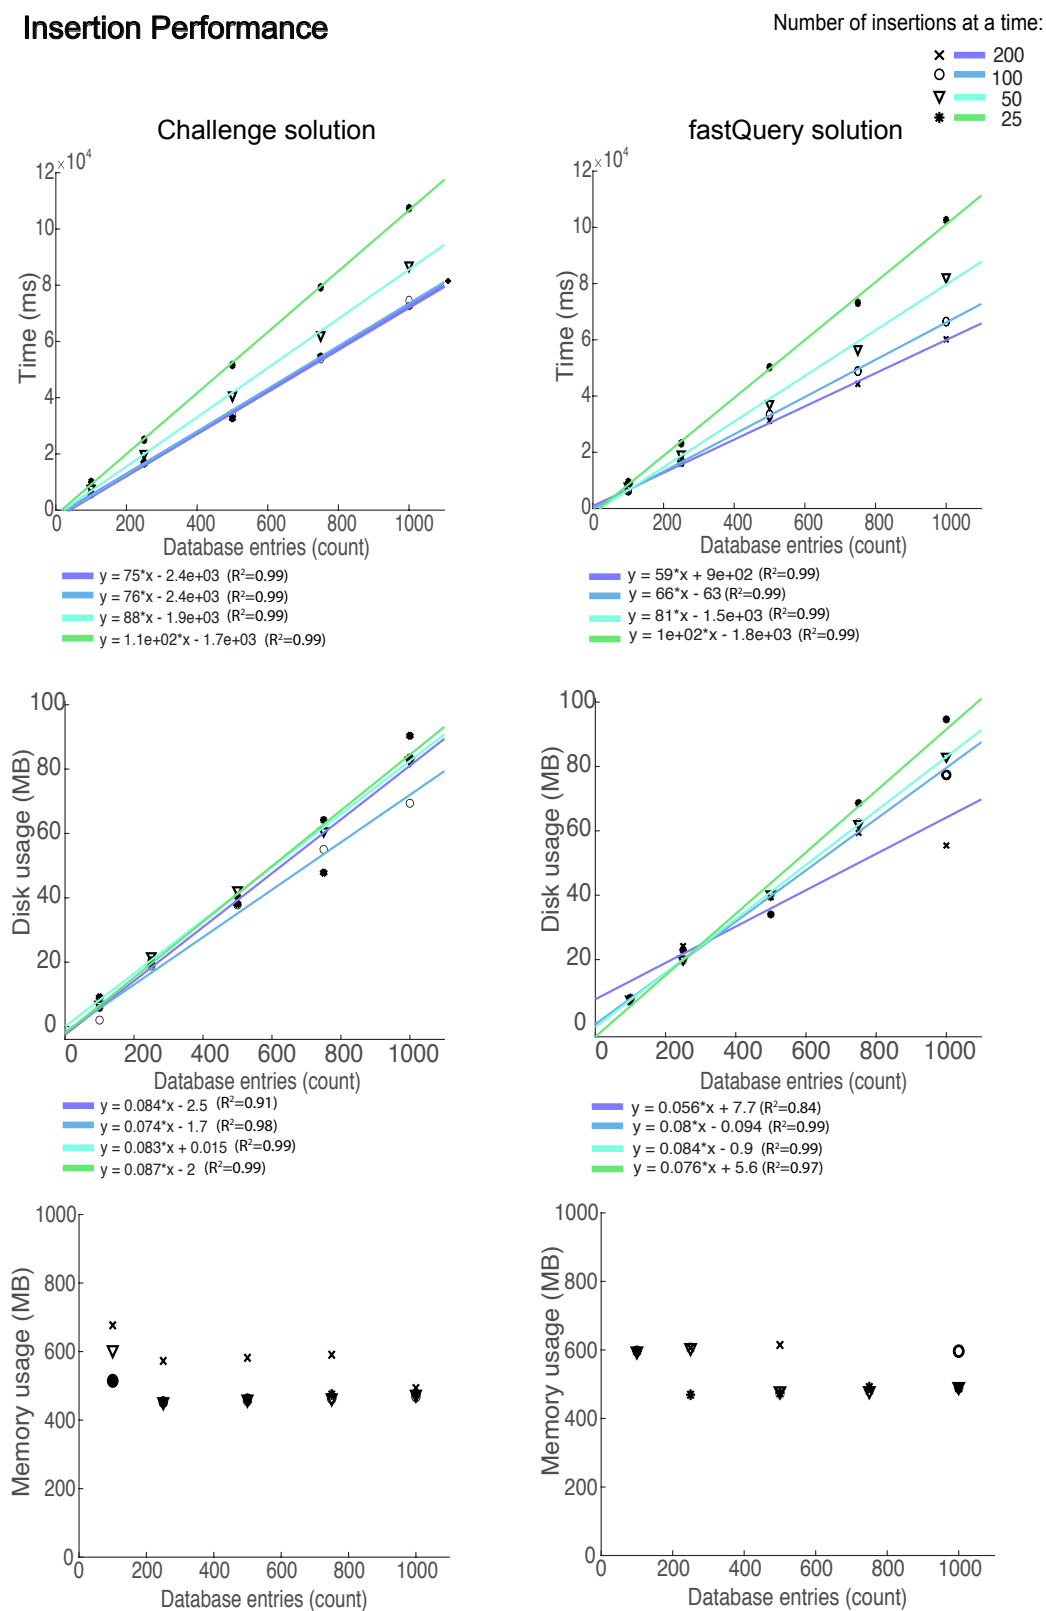 Insertion Performance
Number of insertions at a time:
200
100
50
25
Challenge solution
fastQuery solution
12×10⁴
10
8
6
4
2
0
Time (ms)
0 200 400 600 800 1000
Database entries (count)
12×10⁴
10
8
6
4
2
0
Time (ms)
0 200 400 600 800 1000
Database entries (count)
y = 75*x - 2.4e+03 (R²=0.99)
y = 76*x - 2.4e+03 (R²=0.99)
y = 88*x - 1.9e+03 (R²=0.99)
y = 1.1e+02*x - 1.7e+03 (R²=0.99)
y = 59*x + 9e+02 (R²=0.99)
y = 66*x - 63 (R²=0.99)
y = 81*x - 1.5e+03 (R²=0.99)
y = 1e+02*x - 1.8e+03 (R²=0.99)
100
80
60
40
20
0
Disk usage (MB)
0 200 400 600 800 1000
Database entries (count)
100
80
60
40
20
0
Disk usage (MB)
0 200 400 600 800 1000
Database entries (count)
y = 0.084*x - 2.5 (R²=0.91)
y = 0.074*x - 1.7 (R²=0.98)
y = 0.083*x + 0.015 (R²=0.99)
y = 0.087*x - 2 (R²=0.99)
y = 0.056*x + 7.7 (R²=0.84)
y = 0.08*x - 0.094 (R²=0.99)
y = 0.084*x - 0.9 (R²=0.99)
y = 0.076*x + 5.6 (R²=0.97)
1000
800
600
400
200
0
Memory usage (MB)
0 200 400 600 800 1000
Database entries (count)
1000
800
600
400
200
0
Memory usage (MB)
0 200 400 600 800 1000
Database entries (count)